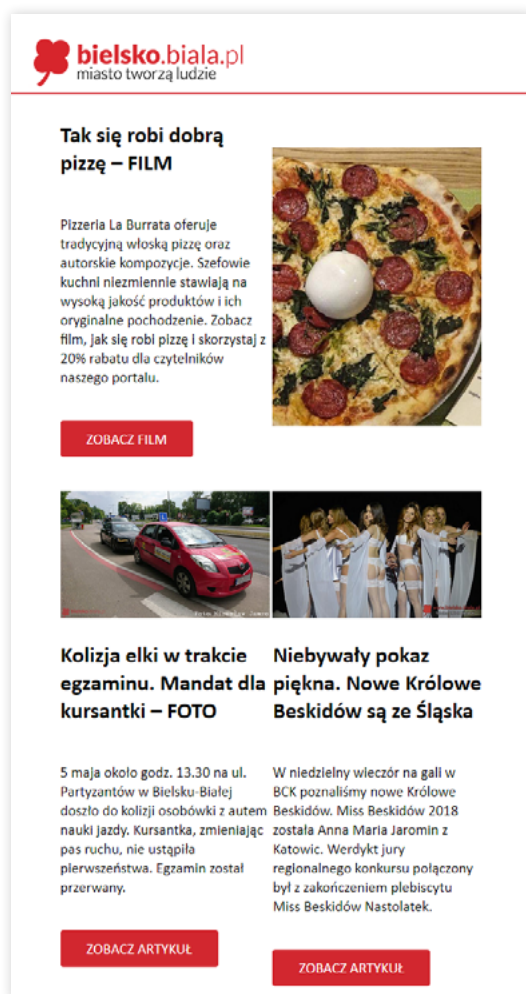 bielsko.biala.pl
miasto tworzą ludzie
Tak się robi dobrą
pizzę – FILM
Pizzeria La Burrata oferuje
tradycyjną włoską pizzę oraz
autorskie kompozycje. Szefowie
kuchni niezmiennie stawiają na
wysoką jakość produktów i ich
oryginalne pochodzenie. Zobacz
film, jak się robi pizzę i skorzystaj z
20% rabatu dla czytelników
naszego portalu.
ZOBACZ FILM
Kolizja elki w trakcie
egzaminu. Mandat dla
kursantki – FOTO
5 maja około godz. 13.30 na ul.
Partyzantów w Bielsku-Białej
doszło do kolizji osobówki z autem
nauki jazdy. Kursantka, zmieniając
pas ruchu, nie ustąpiła
pierwszeństwa. Egzamin został
przerwany.
ZOBACZ ARTYKUŁ
Niebywały pokaz
piękna. Nowe Królowe
Beskidów są ze Śląska
W niedzielny wieczór na gali w
BCK poznaliśmy nowe Królowe
Beskidów. Miss Beskidów 2018
została Anna Maria Jaromin z
Katowic. Werdykt jury
regionalnego konkursu połączony
był z zakończeniem plebiscytu
Miss Beskidów Nastolatek.
ZOBACZ ARTYKUŁ